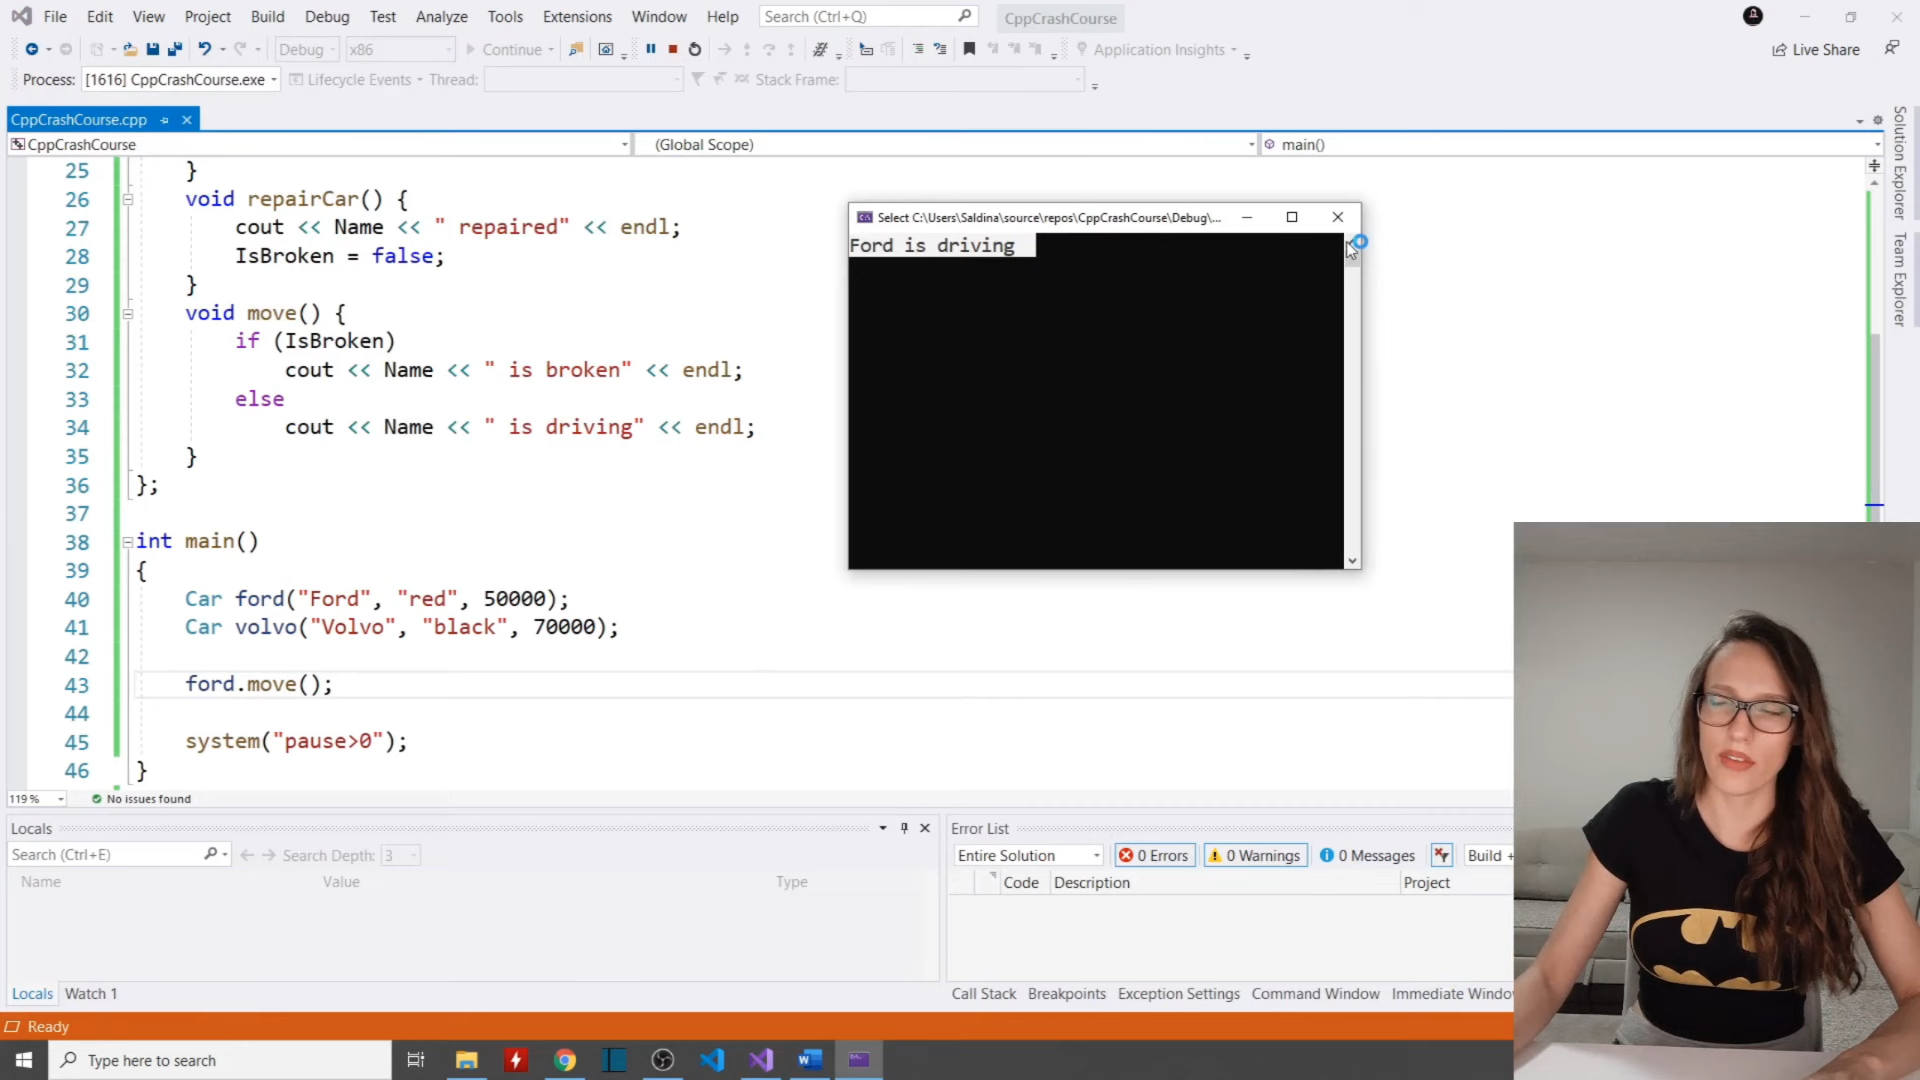 File Edit View Project Build Debug Test Analyze Tools Extensions Window Help Search (Ctrl+Q) CppCrashCourse
Debug x86 Continue Application Insights Live Share
Process: [1616] CppCrashCourse.exe Lifecycle Events Thread: Stack Frame:
CppCrashCourse.cpp
CppCrashCourse (Global Scope) main()
25 }
26 void repairCar() {
27 cout << Name << " repaired" << endl;
28 IsBroken = false;
29 }
30 void move() {
31 if (IsBroken)
32 cout << Name << " is broken" << endl;
33 else
34 cout << Name << " is driving" << endl;
35 }
36 };
37
38 int main()
39 {
40 Car ford("Ford", "red", 50000);
41 Car volvo("Volvo", "black", 70000);
42
43 ford.move();
44
45 system("pause>0");
46 }
Select C:\Users\Saldina\source\repos\CppCrashCourse\Debug\...
Ford is driving
Solution Explorer
Team Explorer
119 % No issues found
Locals
Search (Ctrl+E) Search Depth: 3
Name Value Type
Locals Watch 1
Error List
Entire Solution 0 Errors 0 Warnings 0 Messages Build +
Code Description Project
Call Stack Breakpoints Exception Settings Command Window Immediate Windo
Ready
Type here to search